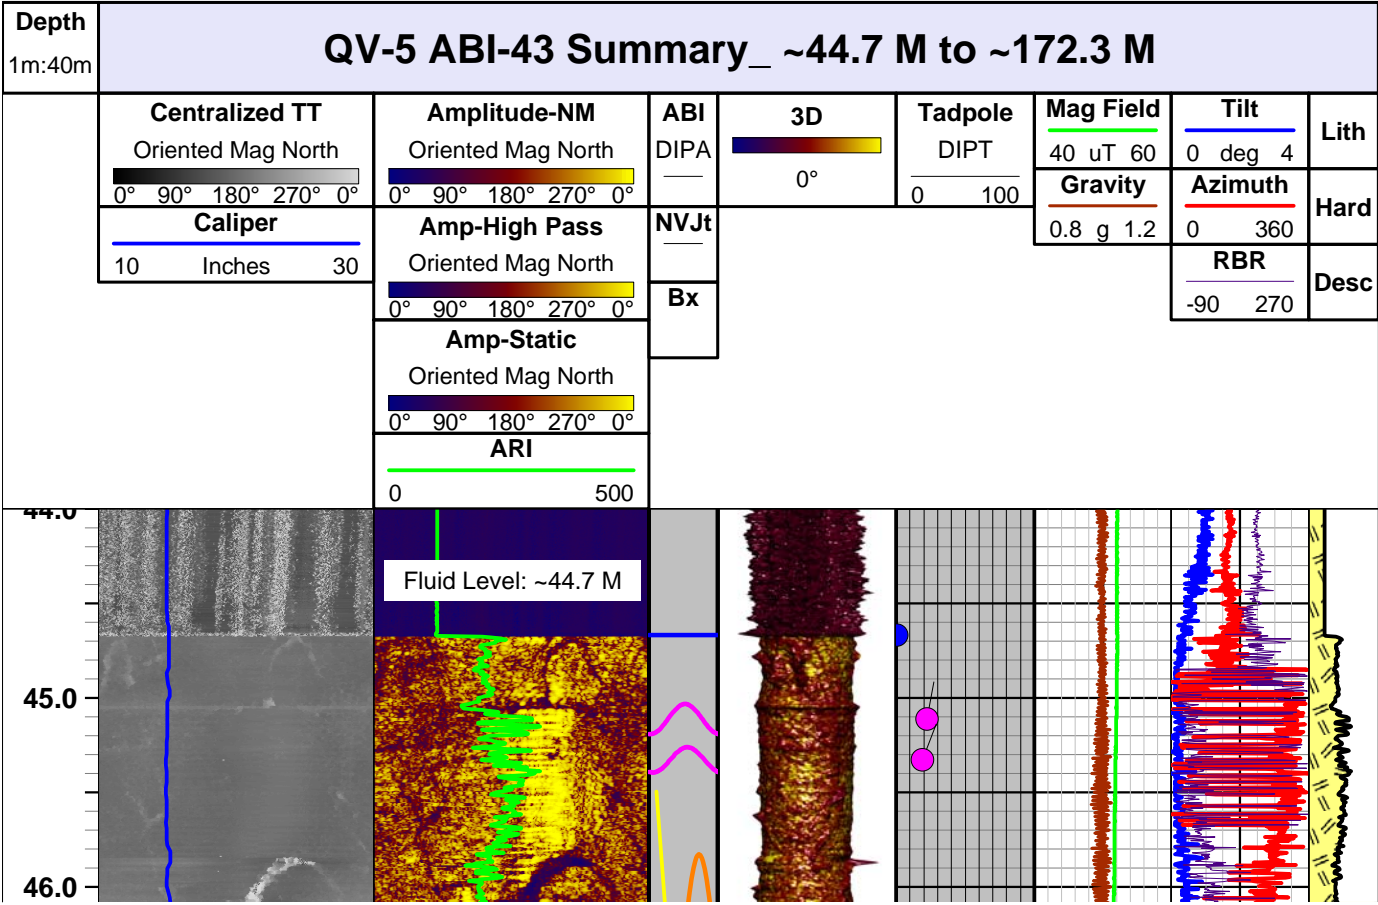 Depth
1m:40m
QV-5 ABI-43 Summary_ ~44.7 M to ~172.3 M
Centralized TT
Oriented Mag North
0° 90° 180° 270° 0°
Caliper
10 Inches 30
Amplitude-NM
Oriented Mag North
0° 90° 180° 270° 0°
Amp-High Pass
Oriented Mag North
0° 90° 180° 270° 0°
Amp-Static
Oriented Mag North
0° 90° 180° 270° 0°
ARI
0 500
ABI
DIPA
NVJt
Bx
3D
0°
Tadpole
DIPT
0 100
Mag Field
40 uT 60
Gravity
0.8 g 1.2
Tilt
0 deg 4
Azimuth
0 360
RBR
-90 270
Lith
Hard
Desc
44.0
Fluid Level: ~44.7 M
45.0
46.0